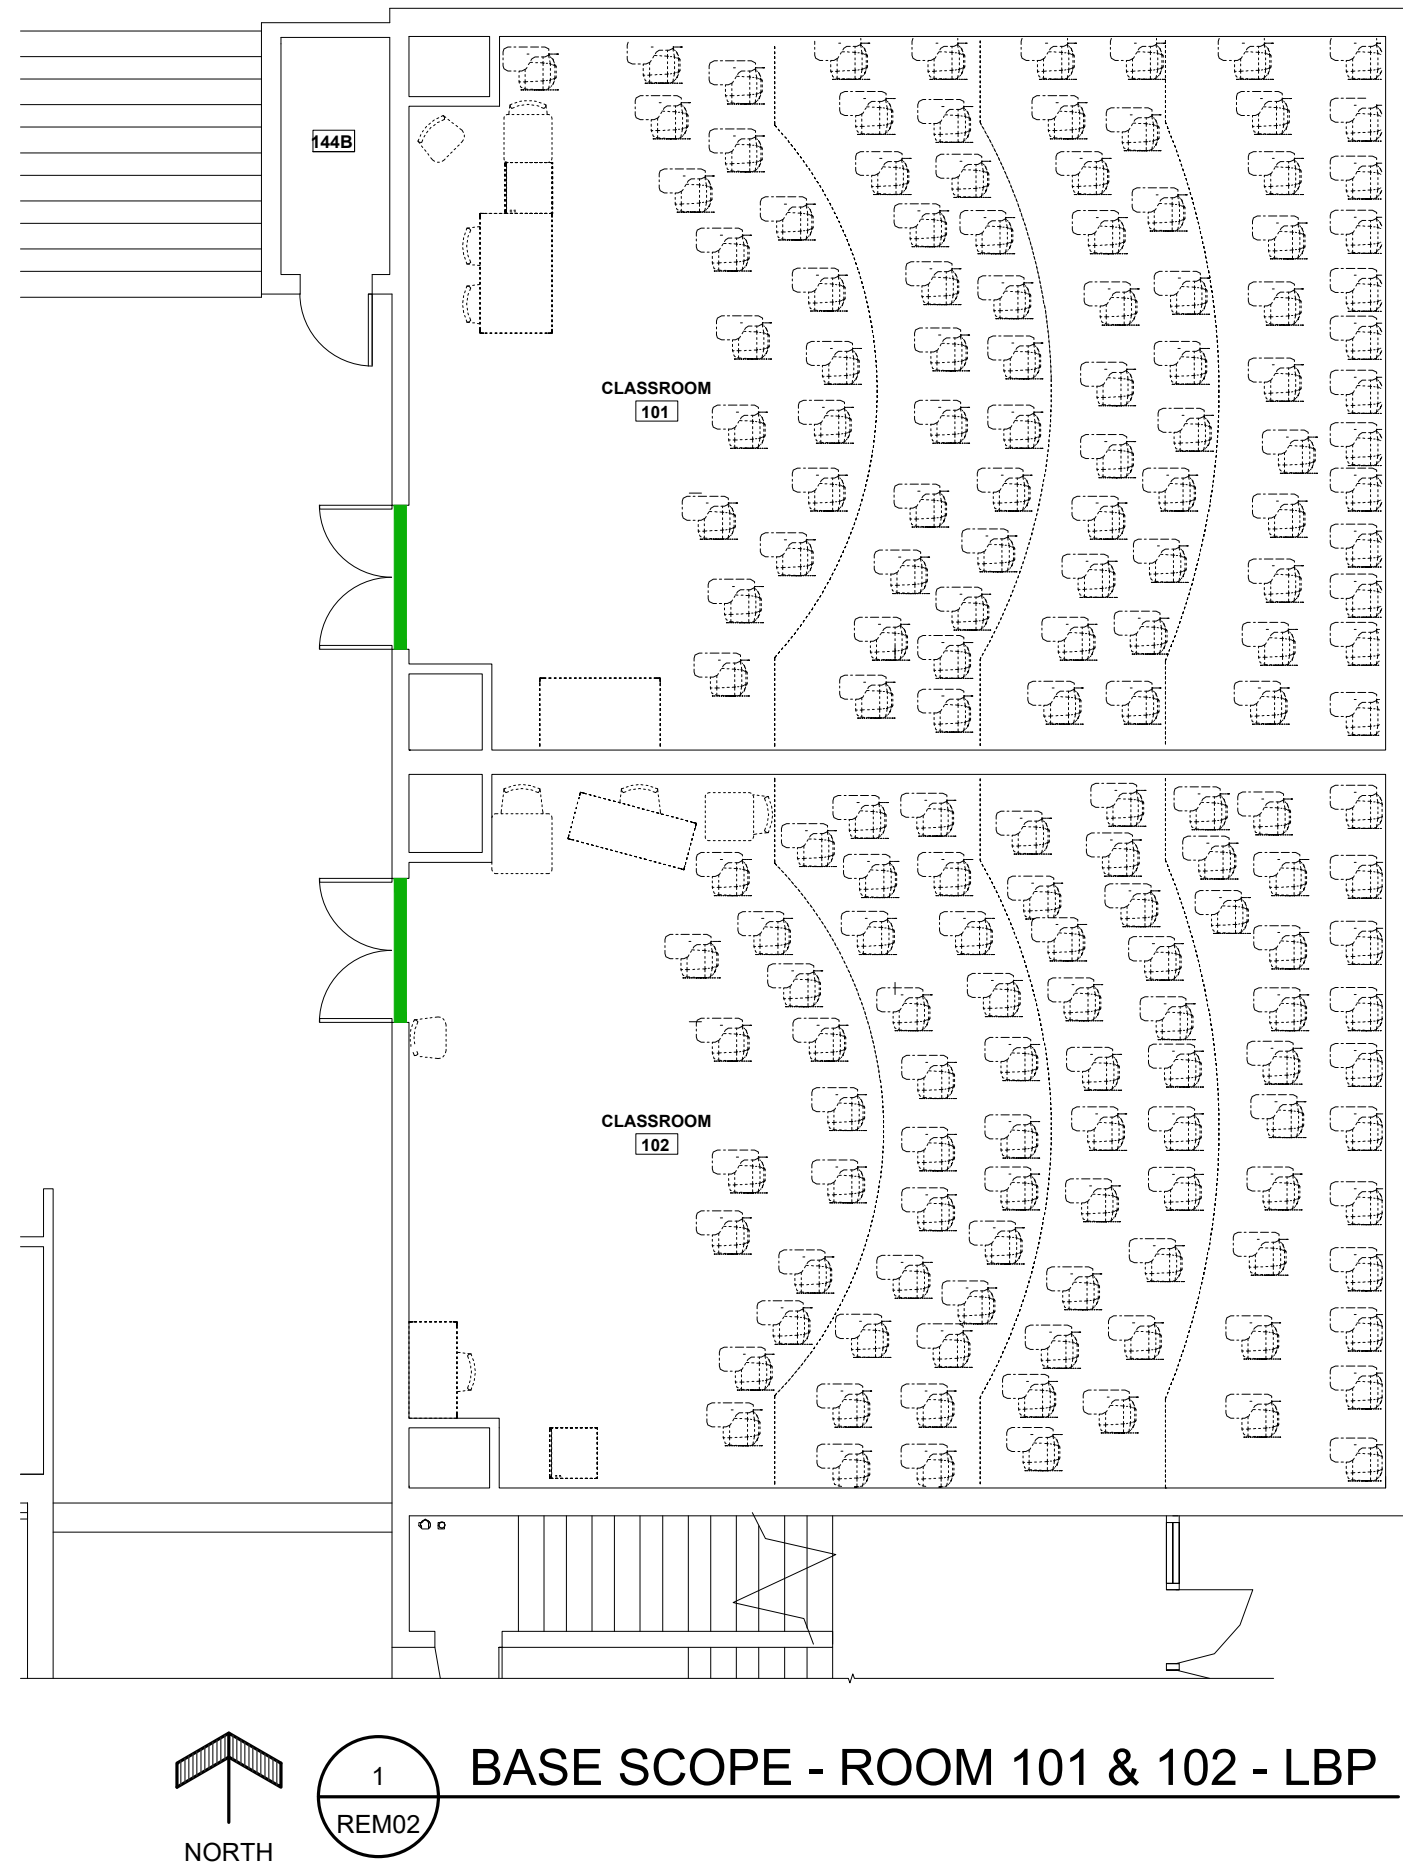 144B
CLASSROOM
101
CLASSROOM
102
NORTH
1
REM02
BASE SCOPE - ROOM 101 & 102 - LBP